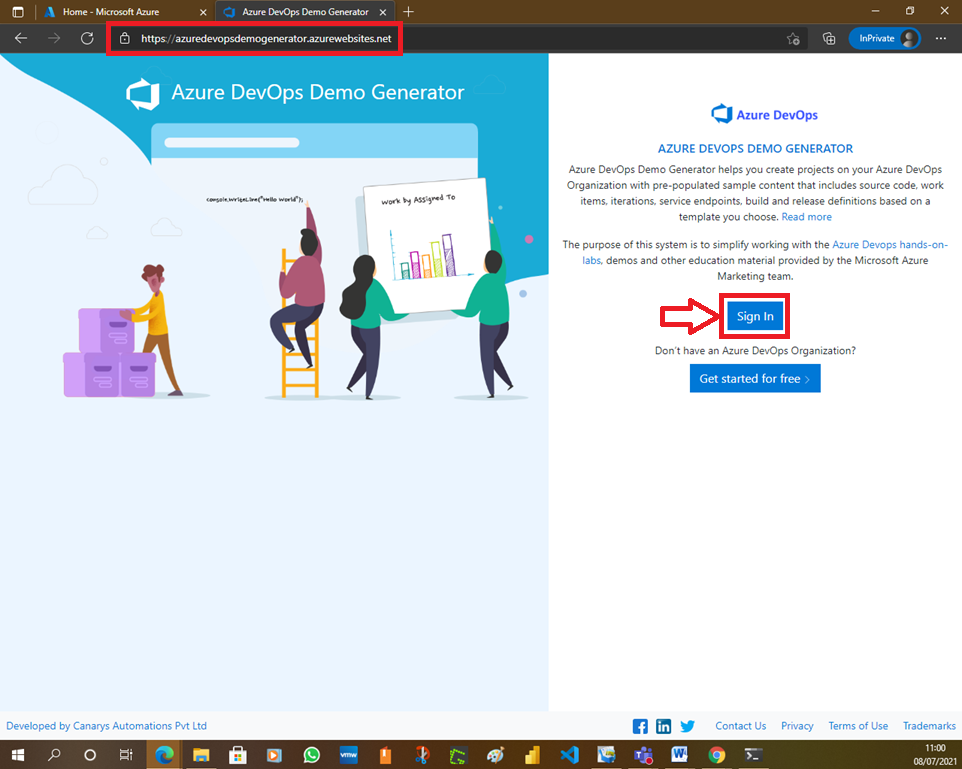 Home - Microsoft Azure
Azure DevOps Demo Generator
https://azuredevopsdemogenerator.azurewebsites.net
InPrivate
Azure DevOps Demo Generator
console.WriteLine("Hello World");
Work by Assigned To
Azure DevOps
AZURE DEVOPS DEMO GENERATOR
Azure DevOps Demo Generator helps you create projects on your Azure DevOps
Organization with pre-populated sample content that includes source code, work
items, iterations, service endpoints, build and release definitions based on a
template you choose. Read more
The purpose of this system is to simplify working with the Azure Devops hands-on-
labs, demos and other education material provided by the Microsoft Azure
Marketing team.
Sign In
Don't have an Azure DevOps Organization?
Get started for free >
Developed by Canarys Automations Pvt Ltd
Contact Us
Privacy
Terms of Use
Trademarks
vmw
11:00
08/07/2021